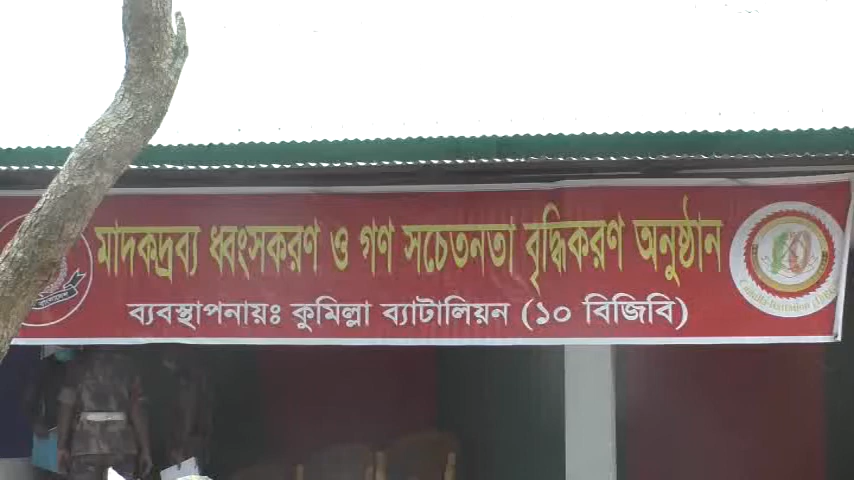 মাদকদ্রব্য ধ্বংসকরণ ও গণ সচেতনতা বৃদ্ধিকরণ অনুষ্ঠান
ব্যবস্থাপনায়ঃ কুমিল্লা ব্যাটালিয়ন (১০ বিজিবি)